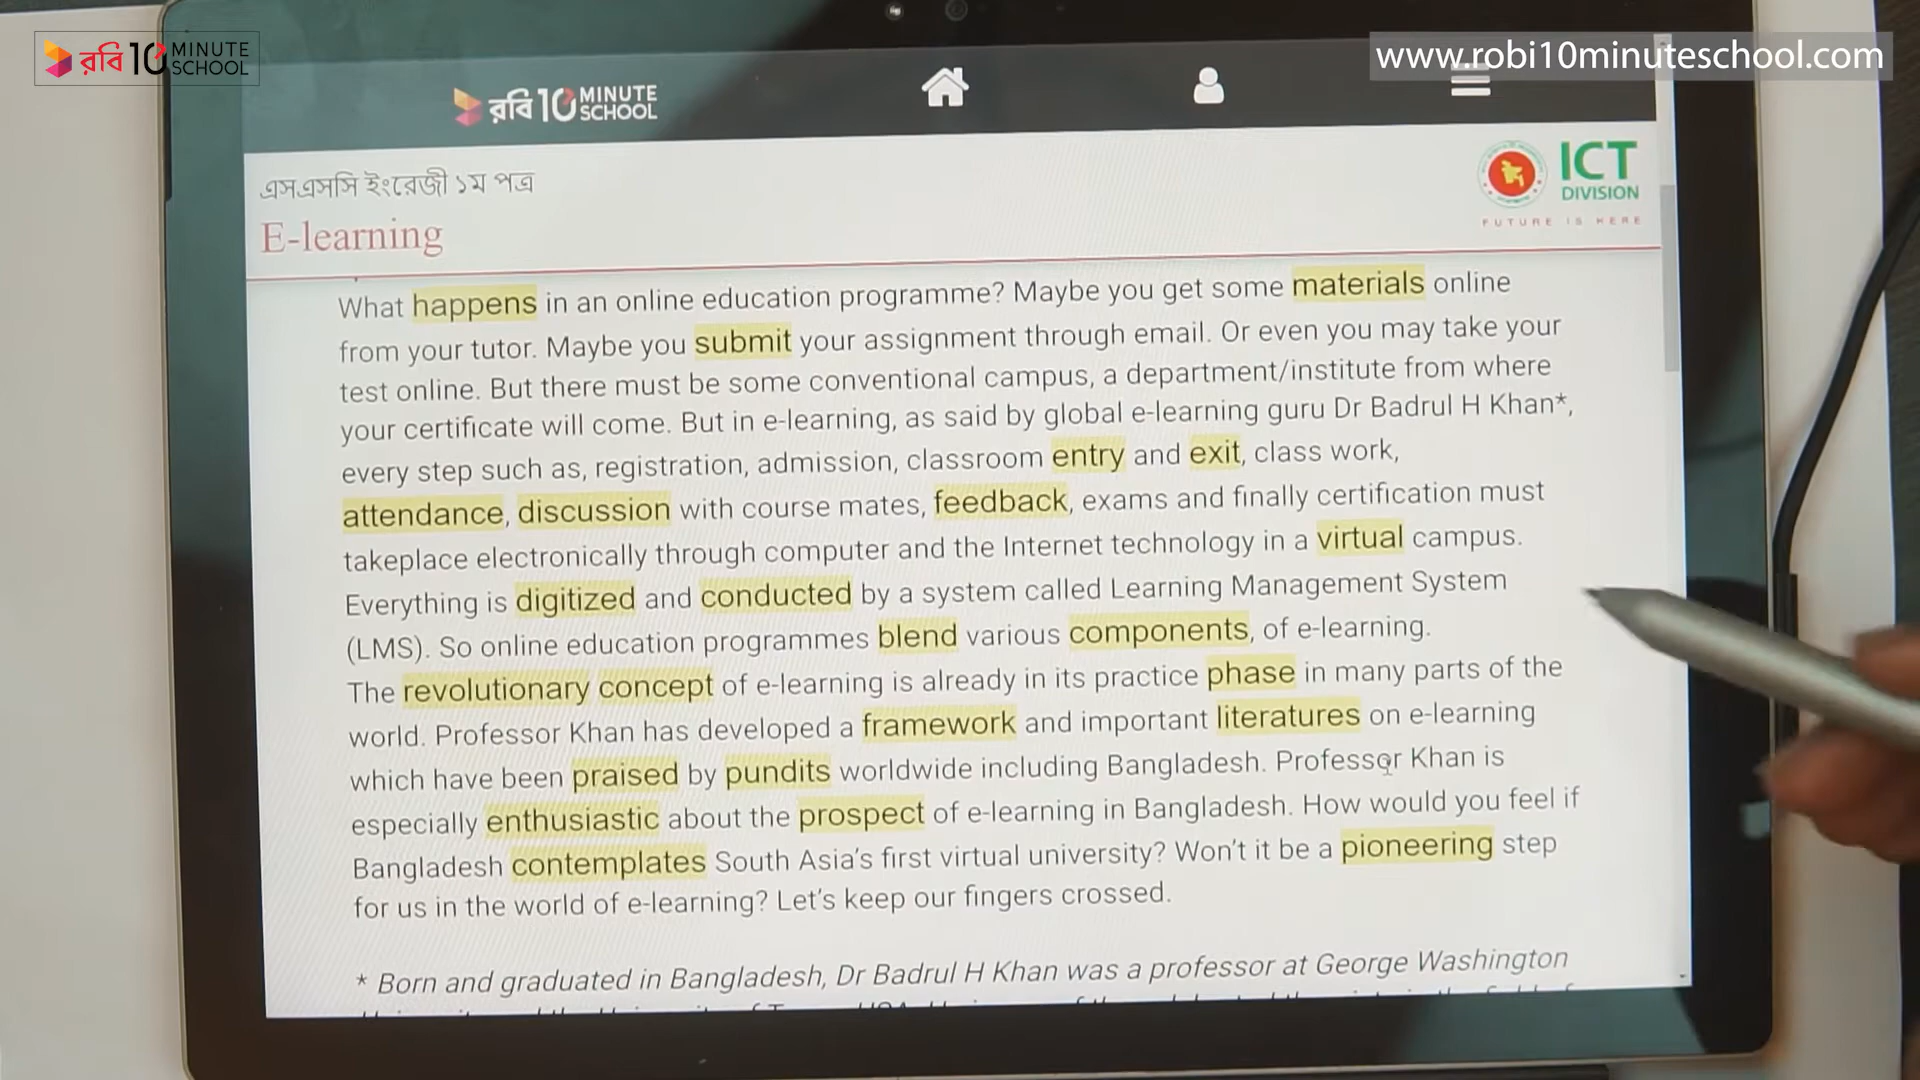 রবি 10 MINUTE SCHOOL
www.robi10minuteschool.com
রবি 10 MINUTE SCHOOL
এসএসসি ইংরেজী ১ম পত্র
E-learning
ICT
DIVISION
FUTURE IS HERE
What happens in an online education programme? Maybe you get some materials online
from your tutor. Maybe you submit your assignment through email. Or even you may take your
test online. But there must be some conventional campus, a department/institute from where
your certificate will come. But in e-learning, as said by global e-learning guru Dr Badrul H Khan*,
every step such as, registration, admission, classroom entry and exit, class work,
attendance, discussion with course mates, feedback, exams and finally certification must
takeplace electronically through computer and the Internet technology in a virtual campus.
Everything is digitized and conducted by a system called Learning Management System
(LMS). So online education programmes blend various components, of e-learning.
The revolutionary concept of e-learning is already in its practice phase in many parts of the
world. Professor Khan has developed a framework and important literatures on e-learning
which have been praised by pundits worldwide including Bangladesh. Professor Khan is
especially enthusiastic about the prospect of e-learning in Bangladesh. How would you feel if
Bangladesh contemplates South Asia's first virtual university? Won't it be a pioneering step
for us in the world of e-learning? Let's keep our fingers crossed.
* Born and graduated in Bangladesh, Dr Badrul H Khan was a professor at George Washington